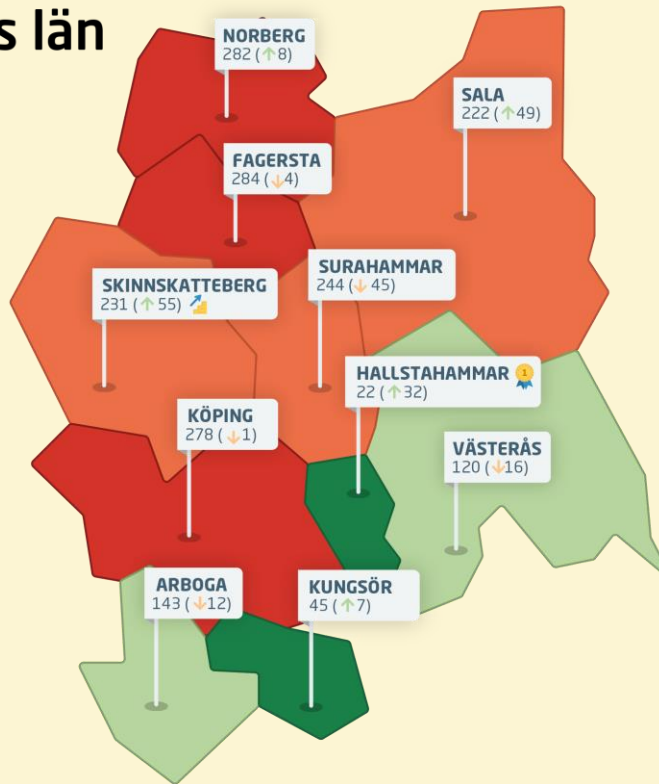 s län
NORBERG
282 (↑8)
SALA
222 (↑49)
FAGERSTA
284 (↓4)
SURAHAMMAR
244 (↓45)
SKINNSKATTEBERG
231 (↑55)
HALLSTAHAMMAR 1
22 (↑32)
KÖPING
278 (↓1)
VÄSTERÅS
120 (↓16)
ARBOGA
143 (↓12)
KUNGSÖR
45 (↑7)